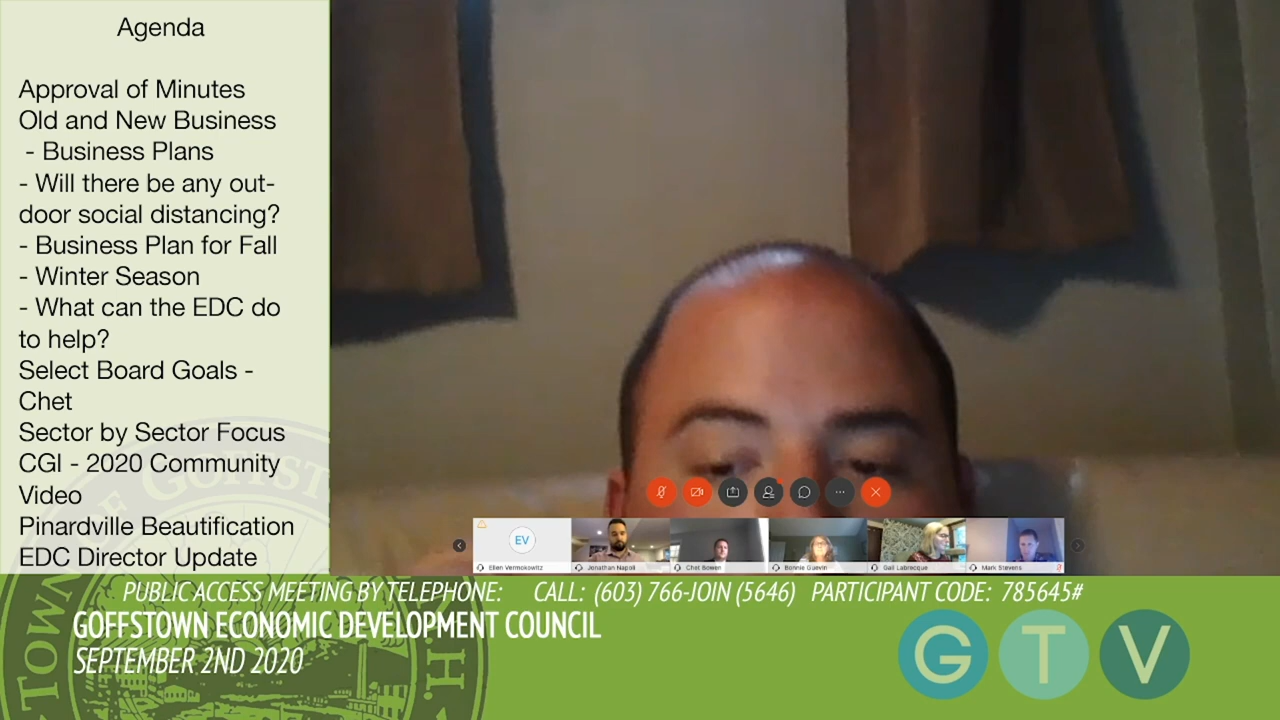 Agenda
Approval of Minutes
Old and New Business
- Business Plans
- Will there be any out-
door social distancing?
- Business Plan for Fall
- Winter Season
- What can the EDC do
to help?
Select Board Goals -
Chet
Sector by Sector Focus
CGI - 2020 Community
Video
Pinardville Beautification
EDC Director Update
EV
Ellen Vermokowitz
Jonathan Napoli
Chet Bowen
Bonnie Guevin
Gail Labrecque
Mark Stevens
PUBLIC ACCESS MEETING BY TELEPHONE: CALL: (603) 766-JOIN (5646) PARTICIPANT CODE: 785645#
GOFFSTOWN ECONOMIC DEVELOPMENT COUNCIL
SEPTEMBER 2ND 2020
G T V
TOWN
GOFFST
N.H.